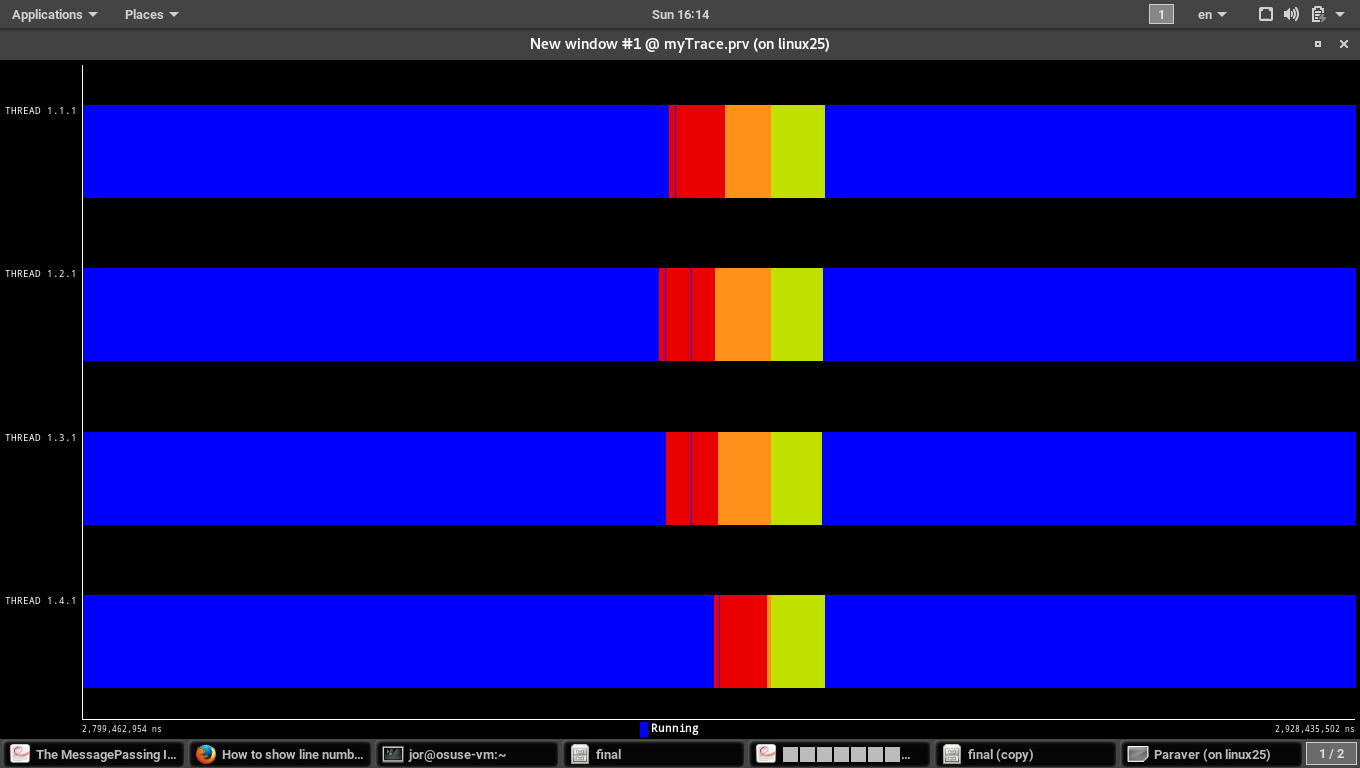 Applications Places Sun 16:14 1 en
New window #1 @ myTrace.prv (on linux25)
THREAD 1.1.1
THREAD 1.2.1
THREAD 1.3.1
THREAD 1.4.1
2,799,462,954 ns Running 2,928,435,502 ns
The MessagePassing I... How to show line numb... jor@osuse-vm:~ final ... final (copy) Paraver (on linux25) 1 / 2